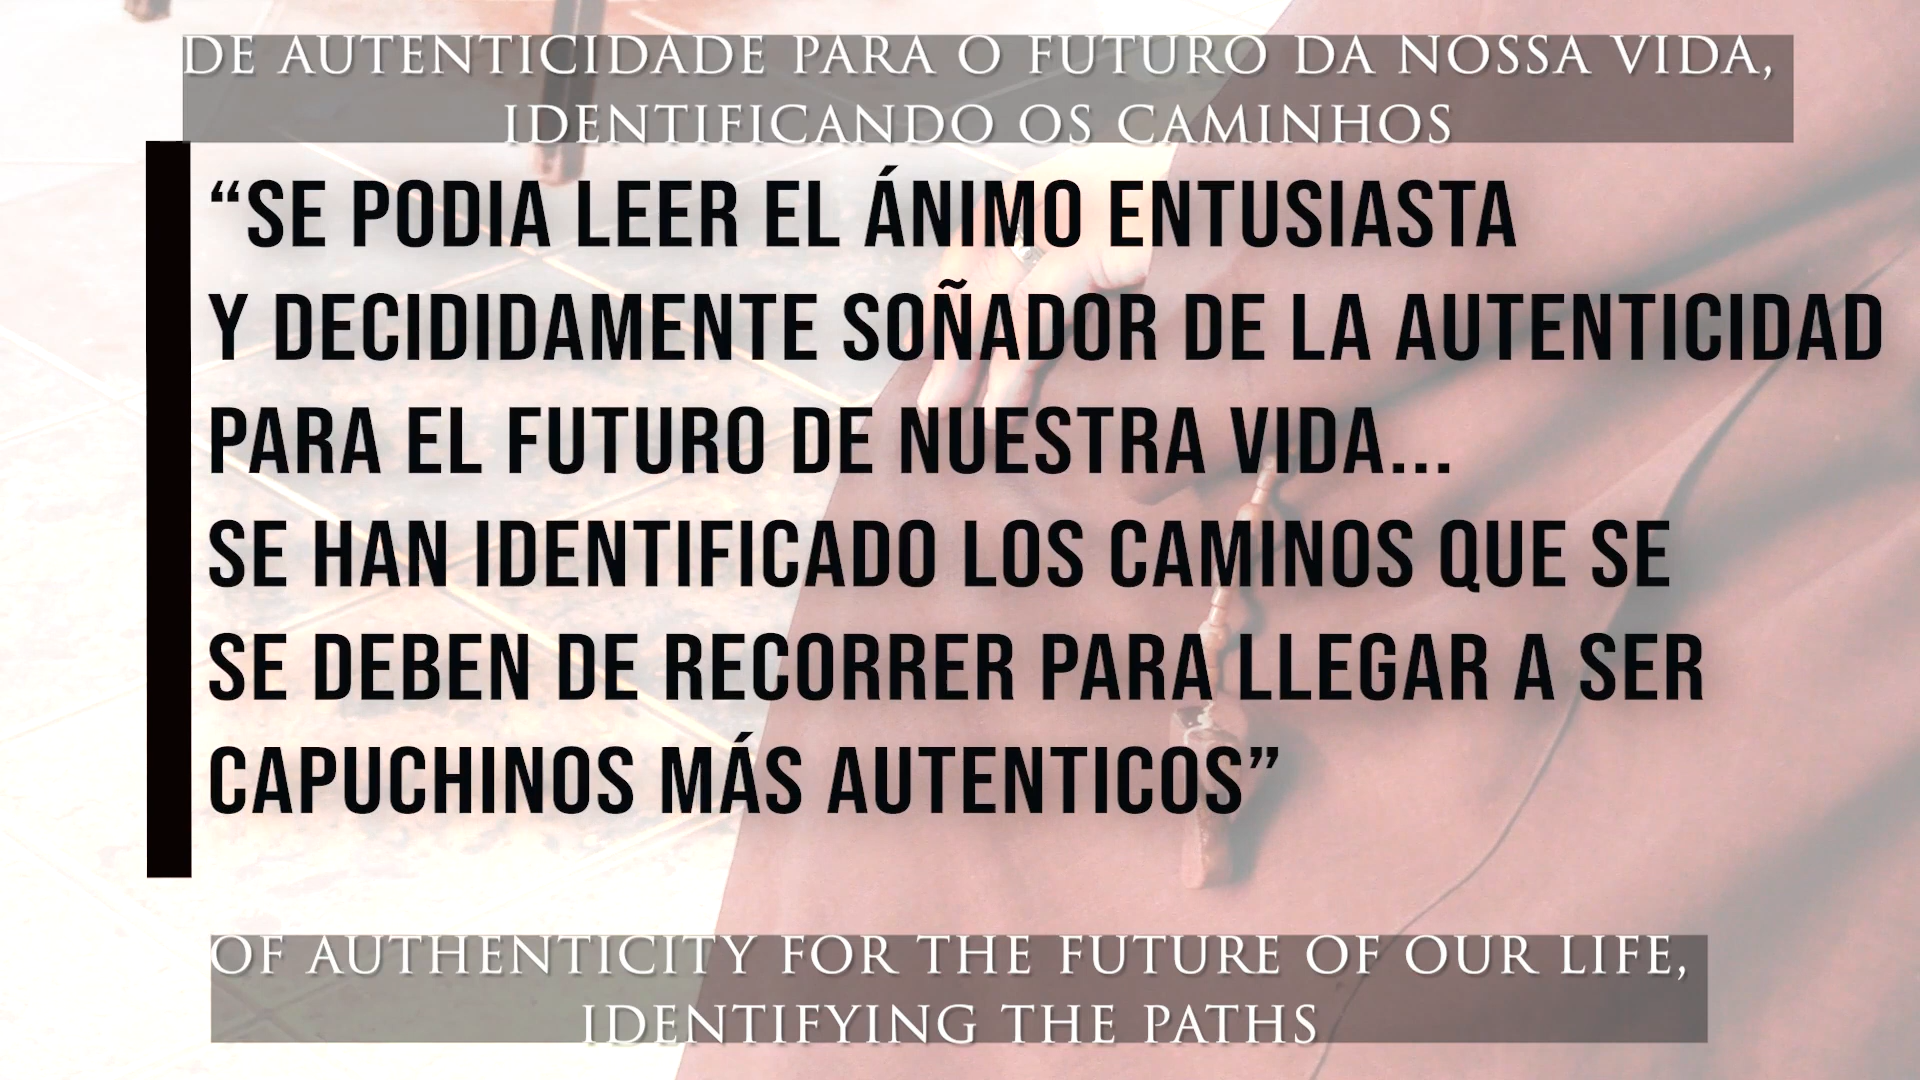 DE AUTENTICIDADE PARA O FUTURO DA NOSSA VIDA,
IDENTIFICANDO OS CAMINHOS
“SE PODIA LEER EL ÁNIMO ENTUSIASTA
Y DECIDIDAMENTE SOÑADOR DE LA AUTENTICIDAD
PARA EL FUTURO DE NUESTRA VIDA...
SE HAN IDENTIFICADO LOS CAMINOS QUE SE
SE DEBEN DE RECORRER PARA LLEGAR A SER
CAPUCHINOS MÁS AUTENTICOS”
OF AUTHENTICITY FOR THE FUTURE OF OUR LIFE,
IDENTIFYING THE PATHS